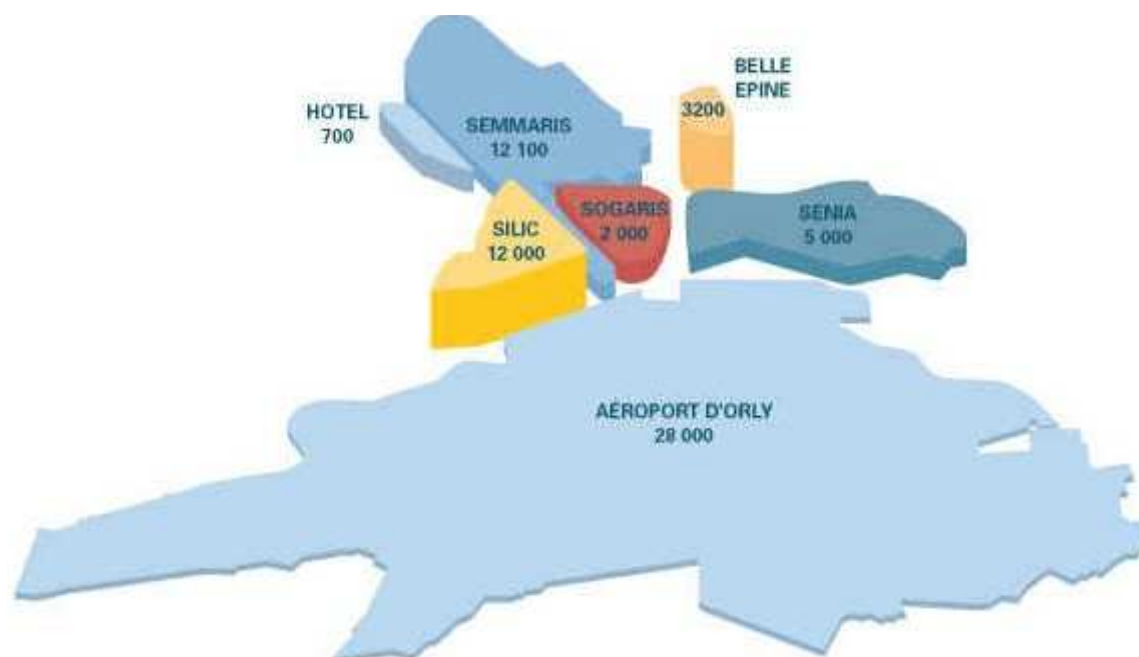 BELLE
EPINE
3200
HOTEL
700
SEMMARIS
12 100
SOGARIS
2 000
SENIA
5 000
SILIC
12 000
AÉROPORT D'ORLY
28 000